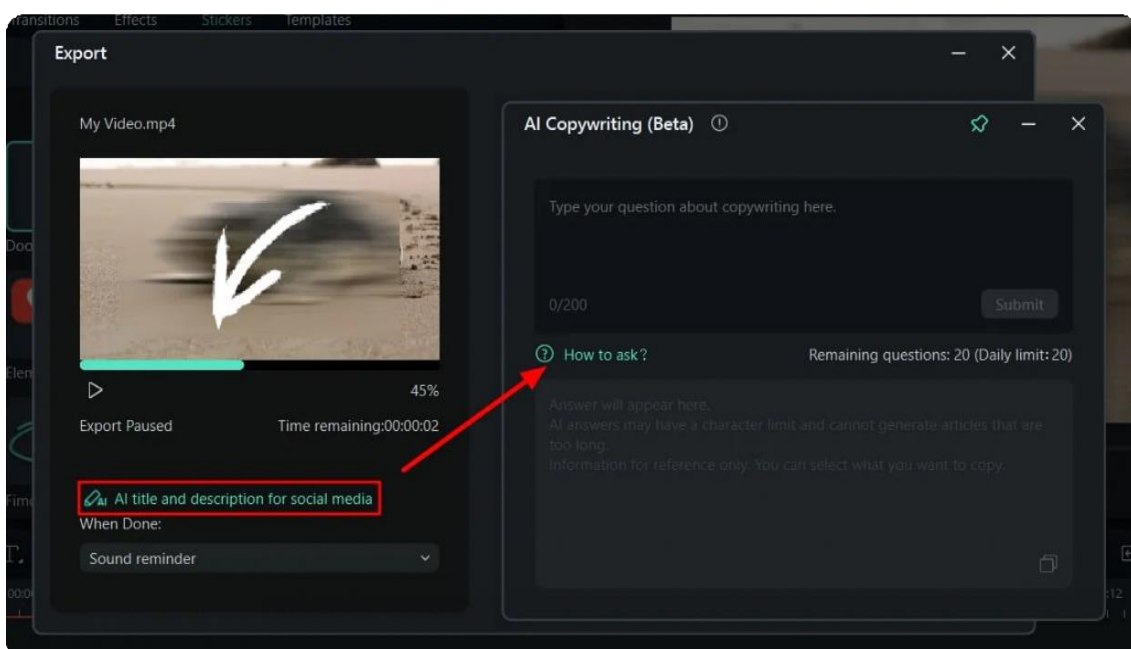 Effects Stickers Templates
Export
My Video.mp4
45%
Export Paused Time remaining:00:00:02
AI AI title and description for social media
When Done:
Sound reminder
AI Copywriting (Beta)
Type your question about copywriting here.
0/200 Submit
? How to ask? Remaining questions: 20 (Daily limit:20)
Answer will appear here.
AI answers may have a character limit and cannot generate articles that are
too long.
Information for reference only. You can select what you want to copy.